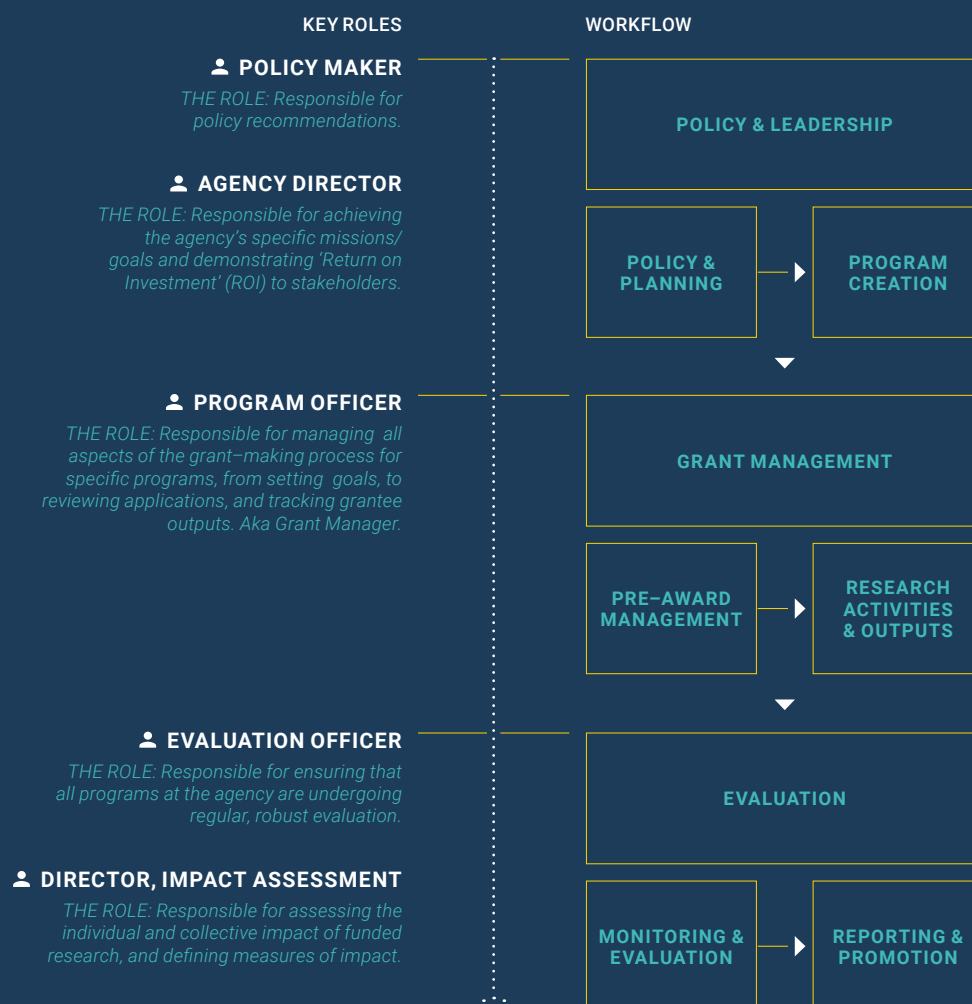 KEY ROLES
POLICY MAKER
THE ROLE: Responsible for
policy recommendations.
AGENCY DIRECTOR
THE ROLE: Responsible for achieving
the agency’s specific missions/
goals and demonstrating ‘Return on
Investment’ (ROI) to stakeholders.
PROGRAM OFFICER
THE ROLE: Responsible for managing all
aspects of the grant–making process for
specific programs, from setting goals, to
reviewing applications, and tracking grantee
outputs. Aka Grant Manager.
EVALUATION OFFICER
THE ROLE: Responsible for ensuring that
all programs at the agency are undergoing
regular, robust evaluation.
DIRECTOR, IMPACT ASSESSMENT
THE ROLE: Responsible for assessing the
individual and collective impact of funded
research, and defining measures of impact.
WORKFLOW
POLICY & LEADERSHIP
POLICY &
PLANNING
PROGRAM
CREATION
GRANT MANAGEMENT
PRE–AWARD
MANAGEMENT
RESEARCH
ACTIVITIES
& OUTPUTS
EVALUATION
MONITORING &
EVALUATION
REPORTING &
PROMOTION